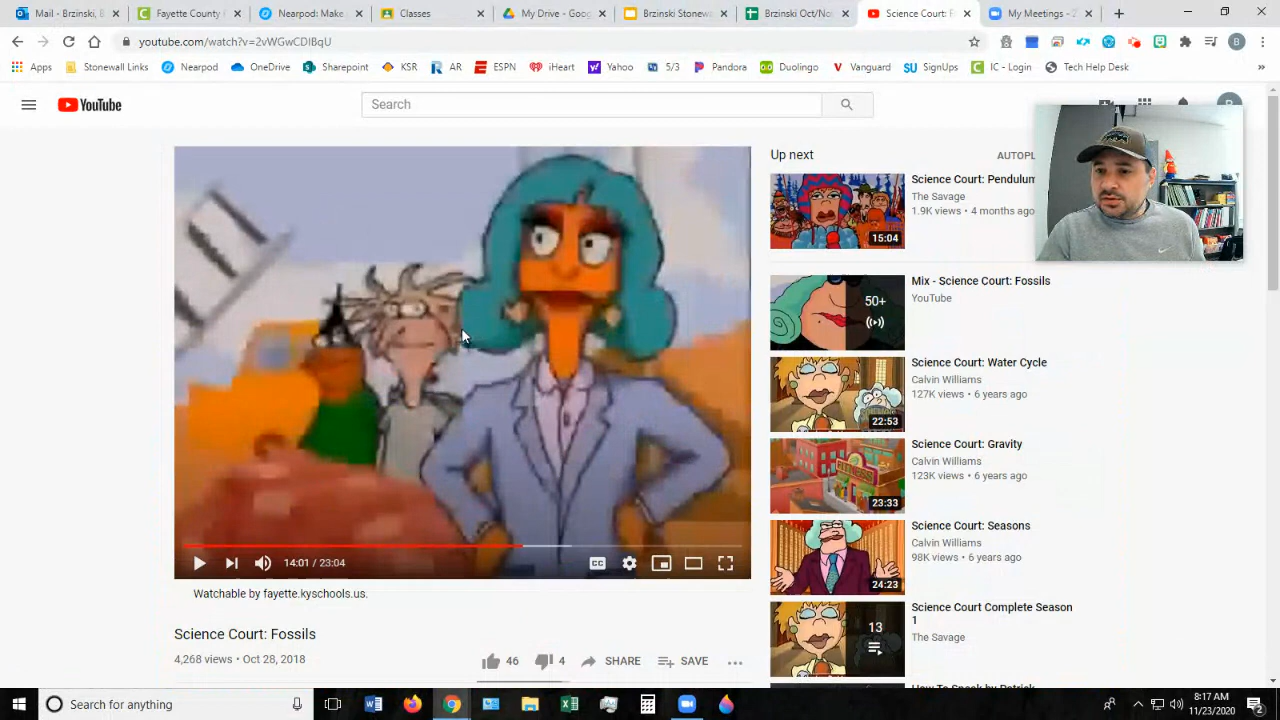 Mail - Brzinski B
Fayette County F
Nearpod: Make
Classes
My Drive - Goog
Brzinski Stonew
Brzinski Oct/No
Science Court: F
My Meetings - Z
youtube.com/watch?v=2vWGwCDIBqU
B
Apps
Stonewall Links
Nearpod
OneDrive
Sharepoint
KSR
AR
ESPN
iHeart
Yahoo
5/3
Pandora
Duolingo
Vanguard
SignUps
IC - Login
Tech Help Desk
»
YouTube
Search
Up next
AUTOPL
Science Court: Pendulum
The Savage
1.9K views • 4 months ago
15:04
Mix - Science Court: Fossils
YouTube
50+
Science Court: Water Cycle
Calvin Williams
127K views • 6 years ago
22:53
Science Court: Gravity
Calvin Williams
123K views • 6 years ago
FITNESS
23:33
Science Court: Seasons
Calvin Williams
98K views • 6 years ago
24:23
Science Court Complete Season
1
The Savage
13
14:01 / 23:04
CC
Watchable by fayette.kyschools.us.
Science Court: Fossils
4,268 views • Oct 28, 2018
46
4
SHARE
SAVE
Search for anything
8:17 AM
11/23/2020
2